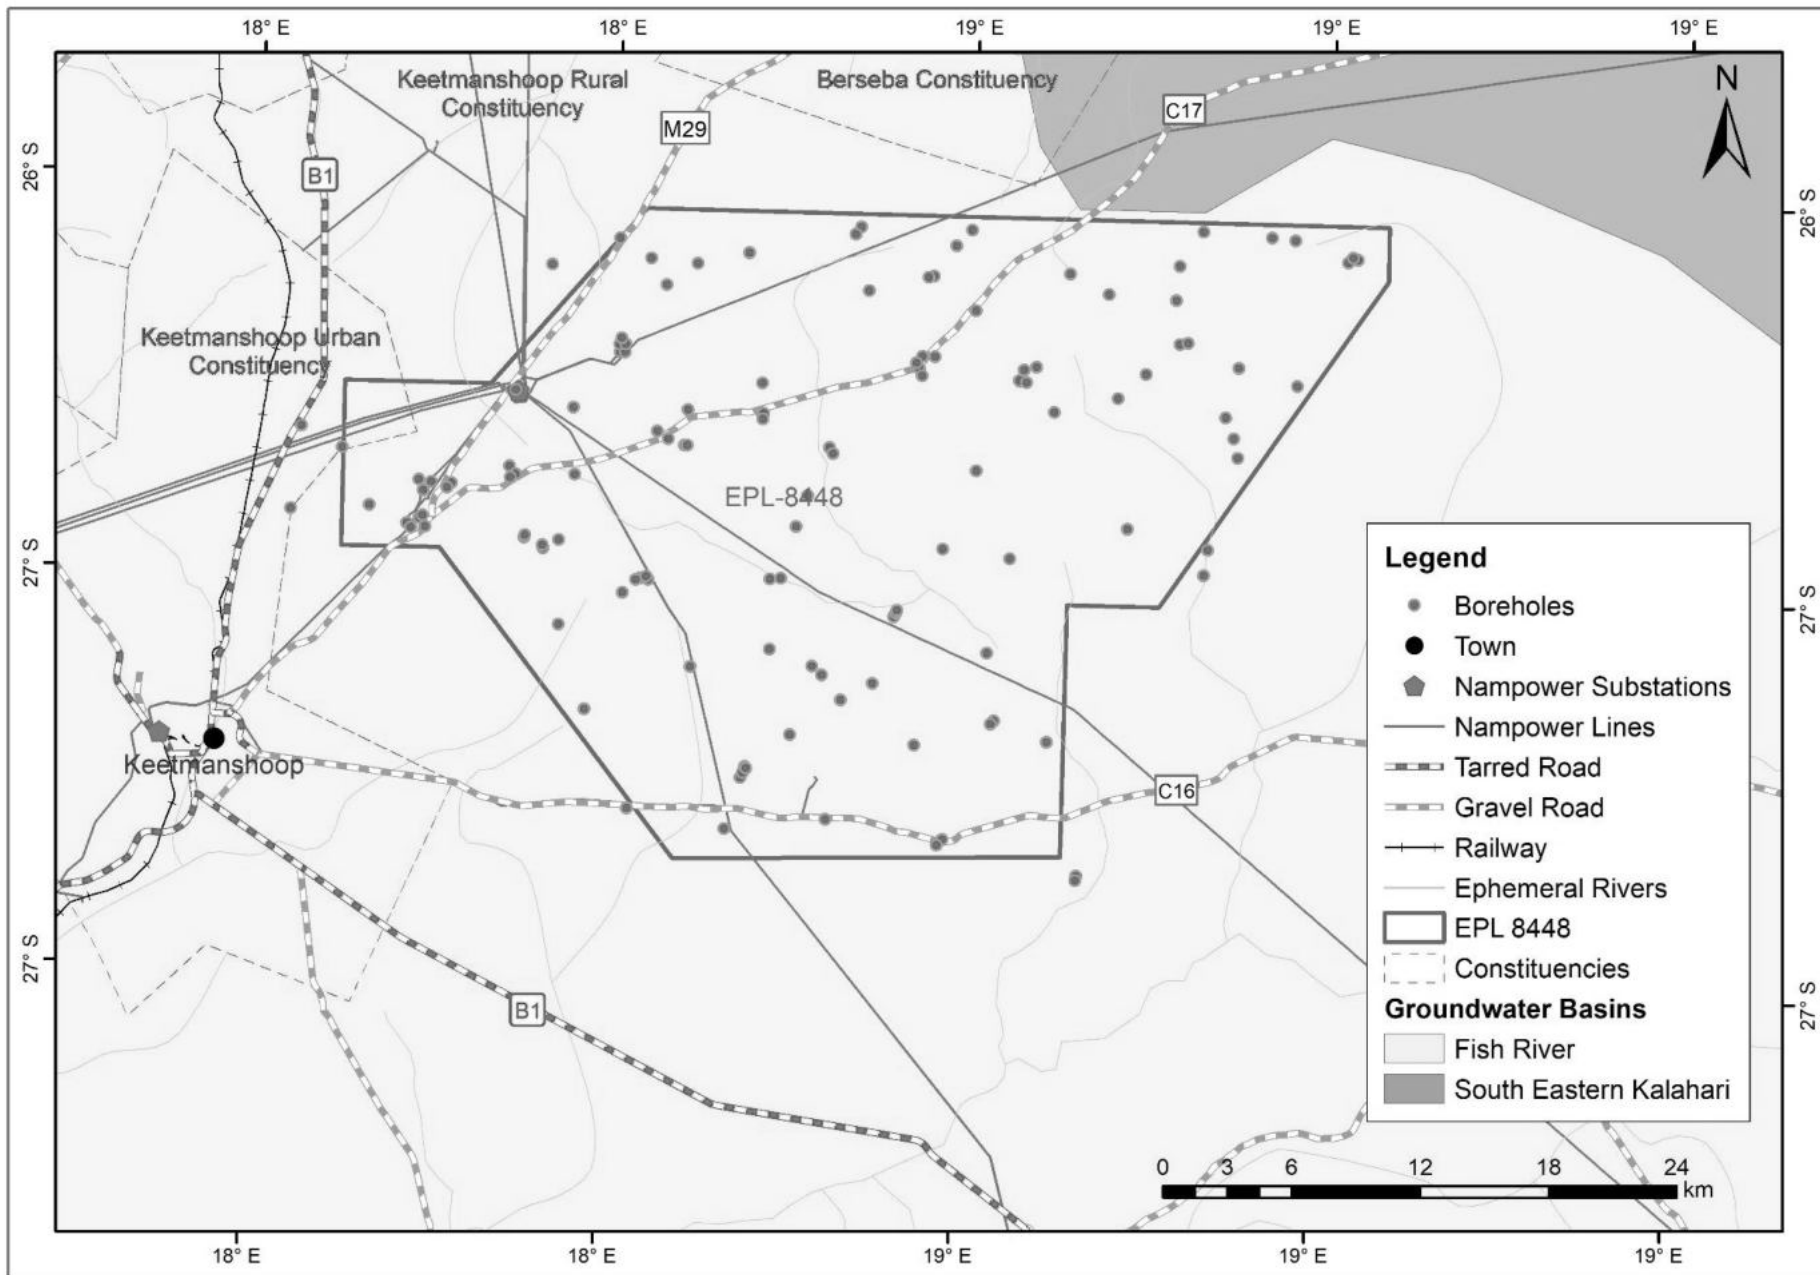 18° E 18° E 19° E 19° E 19° E
Keetmanshoop Rural
Constituency
Berseba Constituency
N
M29
C17
B1
26° S
26° S
Keetmanshoop Urban
Constituency
EPL-8448
27° S
27° S
Keetmanshoop
C16
B1
27° S
27° S
Legend
Boreholes
Town
Nampower Substations
Nampower Lines
Tarred Road
Gravel Road
Railway
Ephemeral Rivers
EPL 8448
Constituencies
Groundwater Basins
Fish River
South Eastern Kalahari
0 3 6 12 18 24
km
18° E 18° E 19° E 19° E 19° E